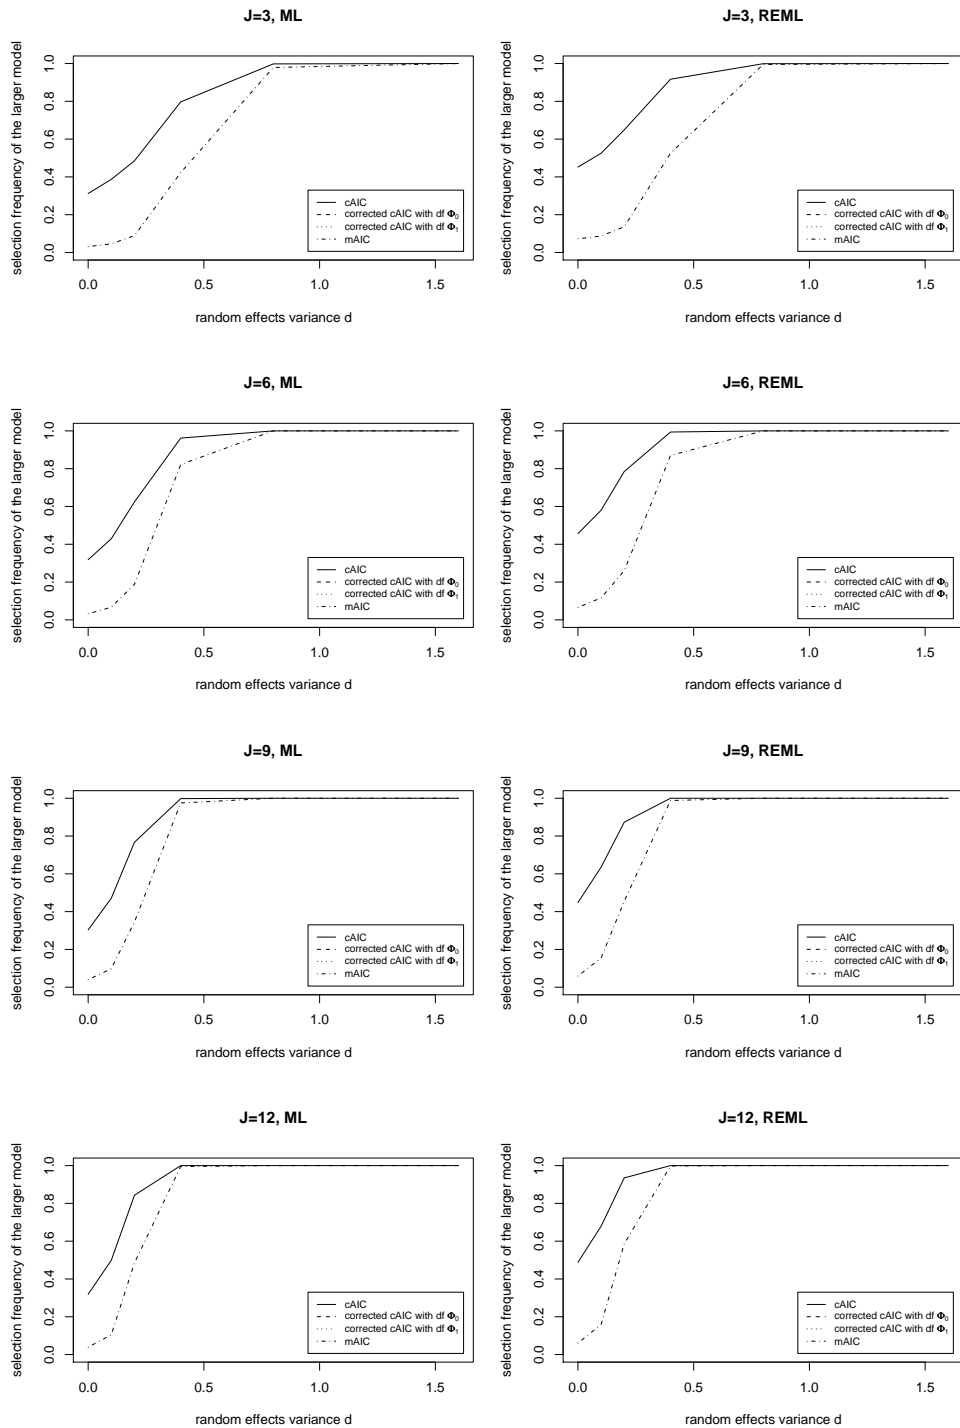 J=3, ML
selection frequency of the larger model
1.0
0.8
0.6
0.4
0.2
0.0
cAIC
corrected cAIC with df Φ₀
corrected cAIC with df Φ₁
mAIC
0.0 0.5 1.0 1.5
random effects variance d
J=3, REML
selection frequency of the larger model
1.0
0.8
0.6
0.4
0.2
0.0
cAIC
corrected cAIC with df Φ₀
corrected cAIC with df Φ₁
mAIC
0.0 0.5 1.0 1.5
random effects variance d
J=6, ML
selection frequency of the larger model
1.0
0.8
0.6
0.4
0.2
0.0
cAIC
corrected cAIC with df Φ₀
corrected cAIC with df Φ₁
mAIC
0.0 0.5 1.0 1.5
random effects variance d
J=6, REML
selection frequency of the larger model
1.0
0.8
0.6
0.4
0.2
0.0
cAIC
corrected cAIC with df Φ₀
corrected cAIC with df Φ₁
mAIC
0.0 0.5 1.0 1.5
random effects variance d
J=9, ML
selection frequency of the larger model
1.0
0.8
0.6
0.4
0.2
0.0
cAIC
corrected cAIC with df Φ₀
corrected cAIC with df Φ₁
mAIC
0.0 0.5 1.0 1.5
random effects variance d
J=9, REML
selection frequency of the larger model
1.0
0.8
0.6
0.4
0.2
0.0
cAIC
corrected cAIC with df Φ₀
corrected cAIC with df Φ₁
mAIC
0.0 0.5 1.0 1.5
random effects variance d
J=12, ML
selection frequency of the larger model
1.0
0.8
0.6
0.4
0.2
0.0
cAIC
corrected cAIC with df Φ₀
corrected cAIC with df Φ₁
mAIC
0.0 0.5 1.0 1.5
random effects variance d
J=12, REML
selection frequency of the larger model
1.0
0.8
0.6
0.4
0.2
0.0
cAIC
corrected cAIC with df Φ₀
corrected cAIC with df Φ₁
mAIC
0.0 0.5 1.0 1.5
random effects variance d